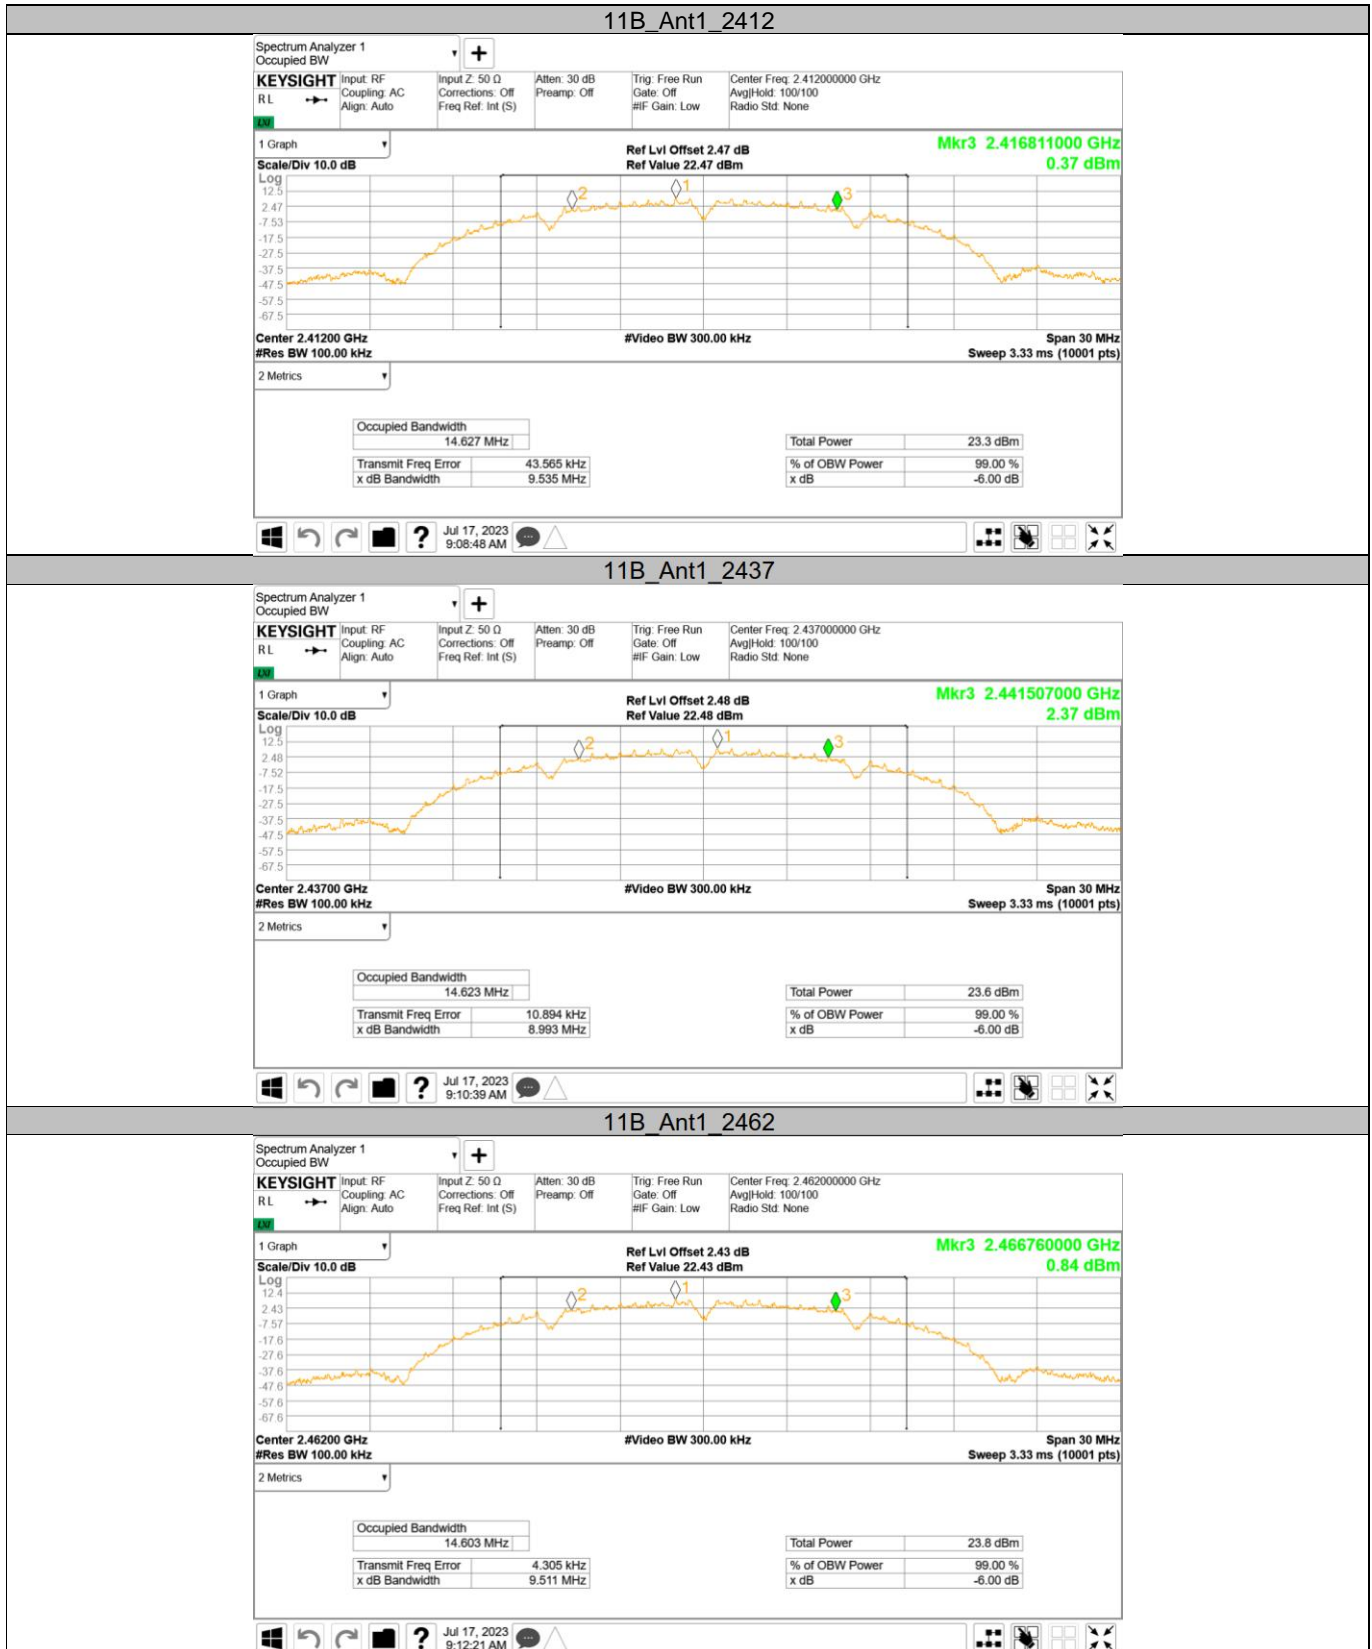 11B_Ant1_2412
Spectrum Analyzer 1
Occupied BW
KEYSIGHT
RL
LXI
Input: RF
Coupling: AC
Align: Auto
Input Z: 50 Ω
Corrections: Off
Freq Ref: Int (S)
Atten: 30 dB
Preamp: Off
Trig: Free Run
Gate: Off
#IF Gain: Low
Center Freq: 2.412000000 GHz
Avg|Hold: 100/100
Radio Std: None
1 Graph
Scale/Div 10.0 dB
Ref Lvl Offset 2.47 dB
Ref Value 22.47 dBm
Mkr3 2.416811000 GHz
0.37 dBm
Log
12.5
2.47
-7.53
-17.5
-27.5
-37.5
-47.5
-57.5
-67.5
2
1
3
Center 2.41200 GHz
#Res BW 100.00 kHz
#Video BW 300.00 kHz
Span 30 MHz
Sweep 3.33 ms (10001 pts)
2 Metrics
Occupied Bandwidth
14.627 MHz
Transmit Freq Error 43.565 kHz
x dB Bandwidth 9.535 MHz
Total Power 23.3 dBm
% of OBW Power 99.00 %
x dB -6.00 dB
?
Jul 17, 2023
9:08:48 AM
11B_Ant1_2437
Spectrum Analyzer 1
Occupied BW
KEYSIGHT
RL
LXI
Input: RF
Coupling: AC
Align: Auto
Input Z: 50 Ω
Corrections: Off
Freq Ref: Int (S)
Atten: 30 dB
Preamp: Off
Trig: Free Run
Gate: Off
#IF Gain: Low
Center Freq: 2.437000000 GHz
Avg|Hold: 100/100
Radio Std: None
1 Graph
Scale/Div 10.0 dB
Ref Lvl Offset 2.48 dB
Ref Value 22.48 dBm
Mkr3 2.441507000 GHz
2.37 dBm
Log
12.5
2.48
-7.52
-17.5
-27.5
-37.5
-47.5
-57.5
-67.5
2
1
3
Center 2.43700 GHz
#Res BW 100.00 kHz
#Video BW 300.00 kHz
Span 30 MHz
Sweep 3.33 ms (10001 pts)
2 Metrics
Occupied Bandwidth
14.623 MHz
Transmit Freq Error 10.894 kHz
x dB Bandwidth 8.993 MHz
Total Power 23.6 dBm
% of OBW Power 99.00 %
x dB -6.00 dB
?
Jul 17, 2023
9:10:39 AM
11B_Ant1_2462
Spectrum Analyzer 1
Occupied BW
KEYSIGHT
RL
LXI
Input: RF
Coupling: AC
Align: Auto
Input Z: 50 Ω
Corrections: Off
Freq Ref: Int (S)
Atten: 30 dB
Preamp: Off
Trig: Free Run
Gate: Off
#IF Gain: Low
Center Freq: 2.462000000 GHz
Avg|Hold: 100/100
Radio Std: None
1 Graph
Scale/Div 10.0 dB
Ref Lvl Offset 2.43 dB
Ref Value 22.43 dBm
Mkr3 2.466760000 GHz
0.84 dBm
Log
12.4
2.43
-7.57
-17.6
-27.6
-37.6
-47.6
-57.6
-67.6
2
1
3
Center 2.46200 GHz
#Res BW 100.00 kHz
#Video BW 300.00 kHz
Span 30 MHz
Sweep 3.33 ms (10001 pts)
2 Metrics
Occupied Bandwidth
14.603 MHz
Transmit Freq Error 4.305 kHz
x dB Bandwidth 9.511 MHz
Total Power 23.8 dBm
% of OBW Power 99.00 %
x dB -6.00 dB
?
Jul 17, 2023
9:12:21 AM